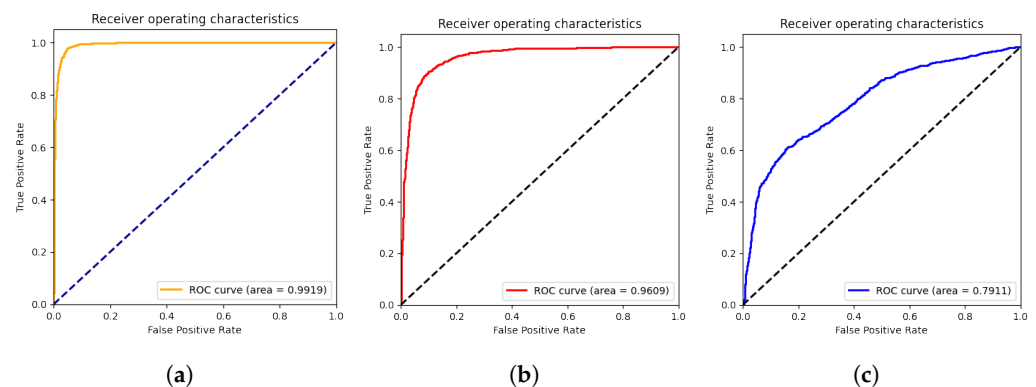 Receiver operating characteristics
1.0
0.8
0.6
0.4
0.2
0.0
True Positive Rate
0.2
0.4
0.6
0.8
1.0
False Positive Rate
ROC curve (area = 0.9919)
(a)
Receiver operating characteristics
1.0
0.8
0.6
0.4
0.2
0.0
True Positive Rate
0.0
0.2
0.4
0.6
0.8
1.0
False Positive Rate
ROC curve (area = 0.9609)
(b)
Receiver operating characteristics
1.0
0.8
0.6
0.4
0.2
0.0
True Positive Rate
0.0
0.2
0.4
0.6
0.8
1.0
False Positive Rate
ROC curve (area = 0.7911)
(c)